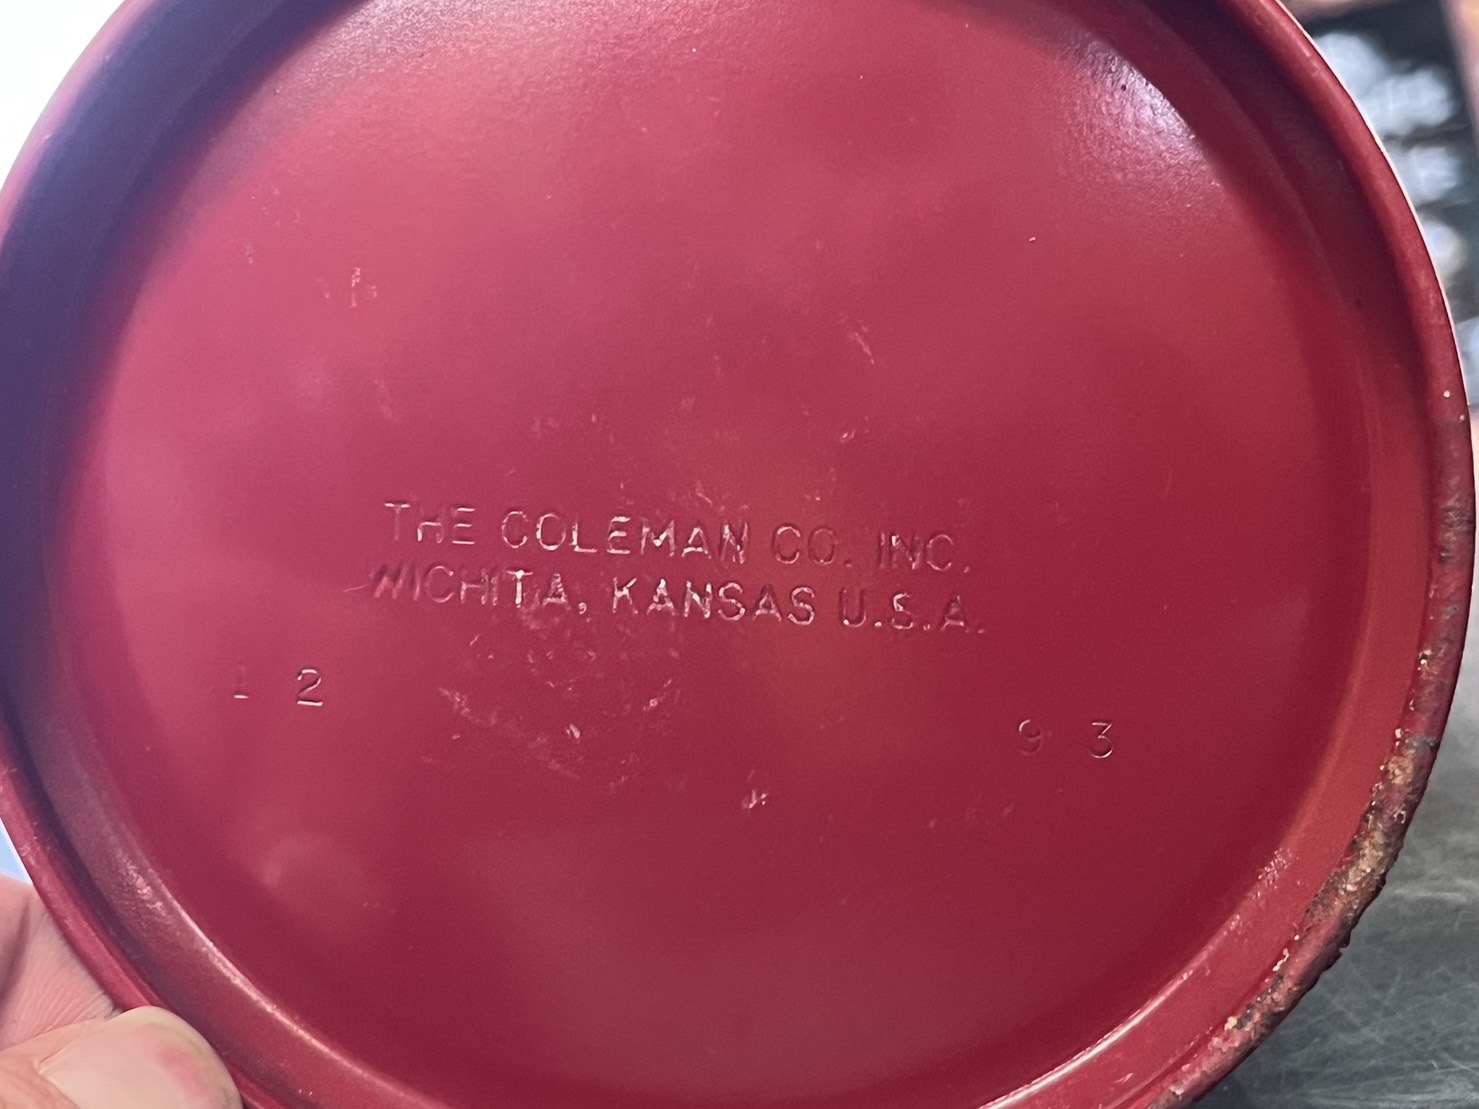 THE COLEMAN CO. INC.
WICHITA, KANSAS U.S.A.
1 2
9 3